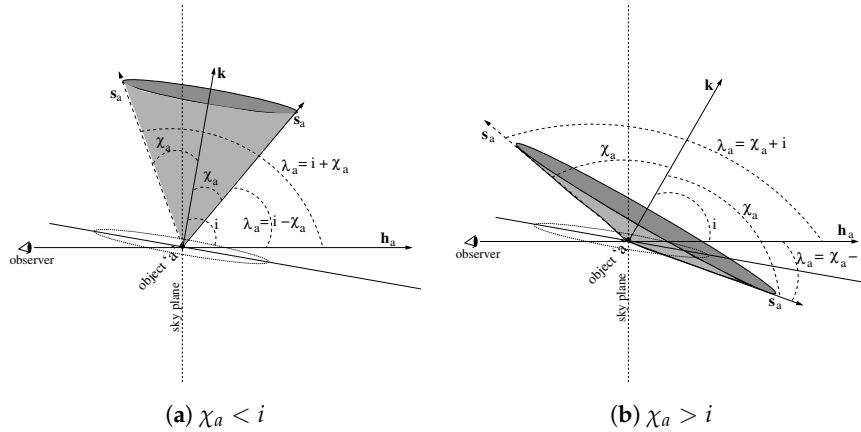 k
s_a
s_a
χ_a
χ_a
λ_a = i + χ_a
λ_a = i − χ_a
i
h_a
observer
object 'a'
sky plane
(a) χ_a < i
k
s_a
χ_a
λ_a = χ_a + i
i
χ_a
h_a
observer
object 'a'
λ_a = χ_a −
s_a
sky plane
(b) χ_a > i